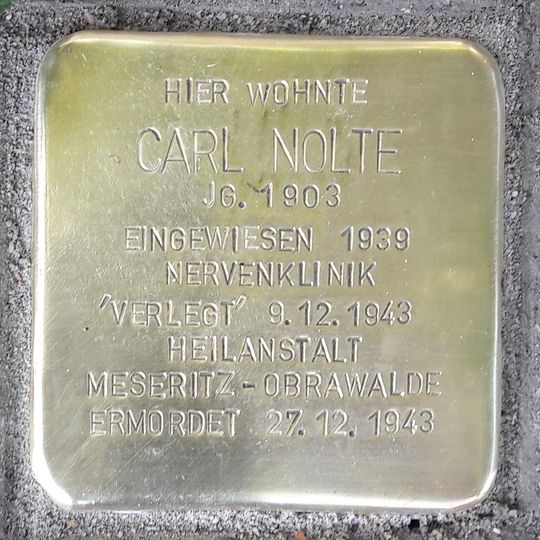 HIER WOHNTE
CARL NOLTE
JG. 1903
EINGEWIESEN 1939
NERVENKLINIK
'VERLEGT' 9.12.1943
HEILANSTALT
MESERITZ-OBRAWALDE
ERMORDET 27.12.1943